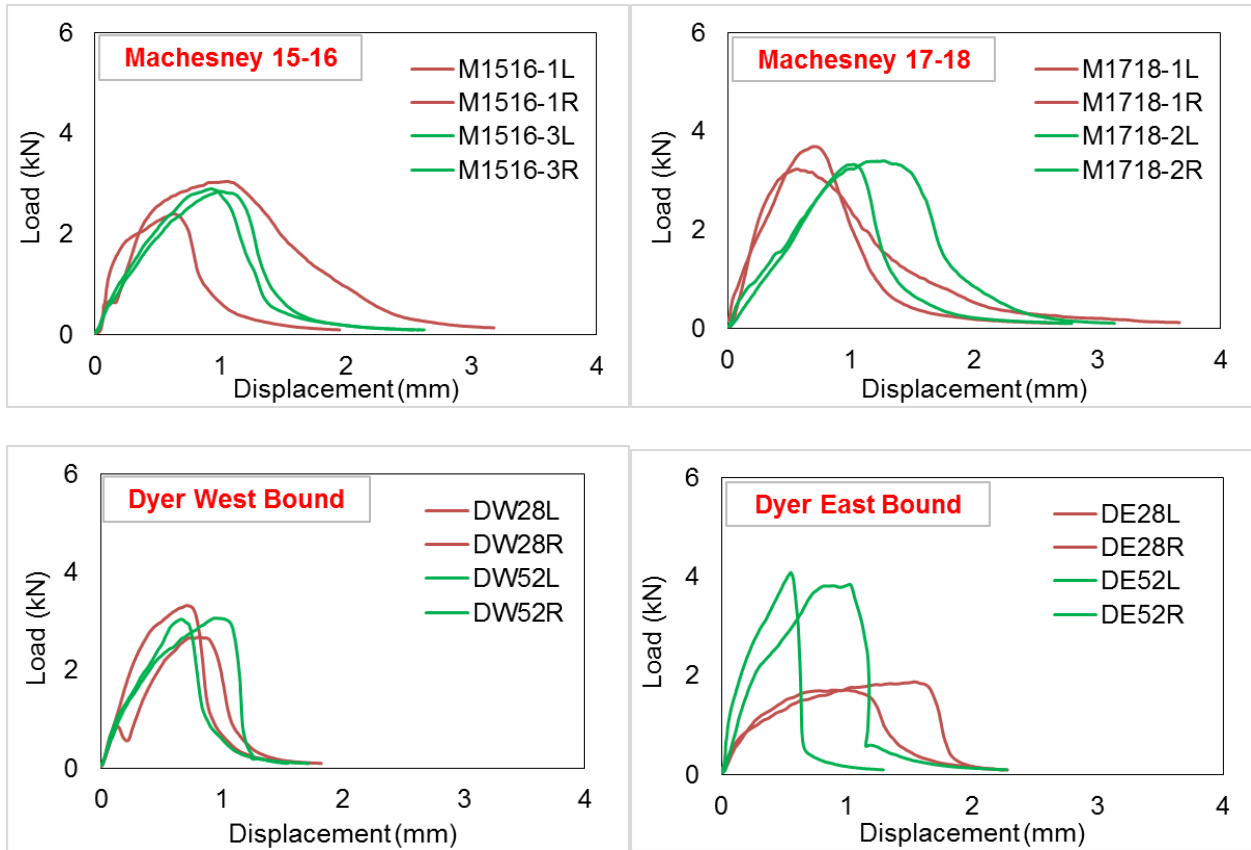 Machesney 15-16
M1516-1L
M1516-1R
M1516-3L
M1516-3R
Load (kN)
6
4
2
0
0 1 2 3 4
Displacement (mm)
Machesney 17-18
M1718-1L
M1718-1R
M1718-2L
M1718-2R
Load (kN)
6
4
2
0
0 1 2 3 4
Displacement (mm)
Dyer West Bound
DW28L
DW28R
DW52L
DW52R
Load (kN)
6
4
2
0
0 1 2 3 4
Displacement (mm)
Dyer East Bound
DE28L
DE28R
DE52L
DE52R
Load (kN)
6
4
2
0
0 1 2 3 4
Displacement (mm)